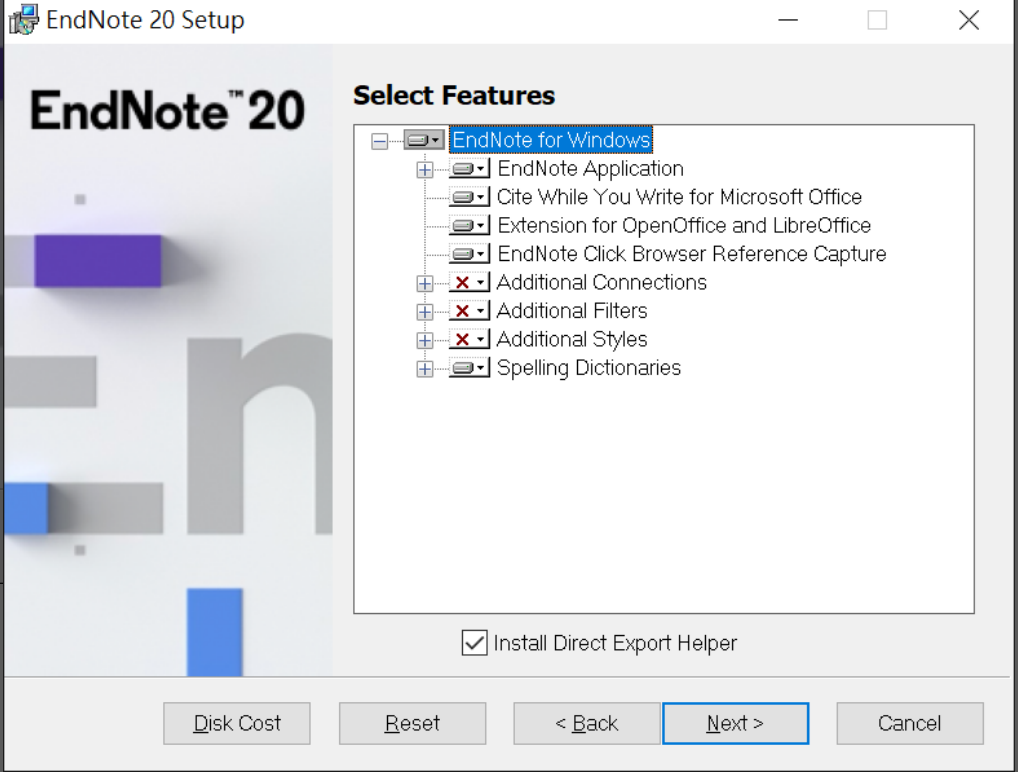 EndNote 20 Setup
EndNote™20
Select Features
EndNote for Windows
EndNote Application
Cite While You Write for Microsoft Office
Extension for OpenOffice and LibreOffice
EndNote Click Browser Reference Capture
Additional Connections
Additional Filters
Additional Styles
Spelling Dictionaries
Install Direct Export Helper
Disk Cost
Reset
< Back
Next >
Cancel